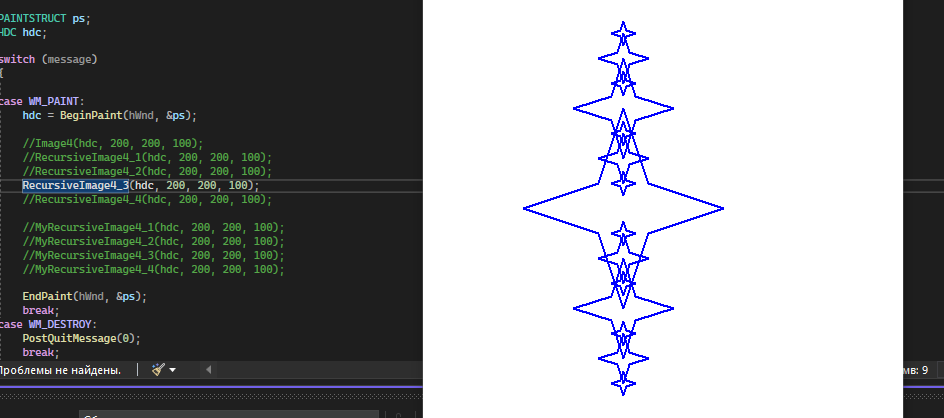 PAINTSTRUCT ps;
HDC hdc;
switch (message)
{
case WM_PAINT:
hdc = BeginPaint(hWnd, &ps);
//Image4(hdc, 200, 200, 100);
//RecursiveImage4_1(hdc, 200, 200, 100);
//RecursiveImage4_2(hdc, 200, 200, 100);
RecursiveImage4_3(hdc, 200, 200, 100);
//RecursiveImage4_4(hdc, 200, 200, 100);
//MyRecursiveImage4_1(hdc, 200, 200, 100);
//MyRecursiveImage4_2(hdc, 200, 200, 100);
//MyRecursiveImage4_3(hdc, 200, 200, 100);
//MyRecursiveImage4_4(hdc, 200, 200, 100);
EndPaint(hWnd, &ps);
break;
case WM_DESTROY:
PostQuitMessage(0);
break;
Проблемы не найдены. мв: 9